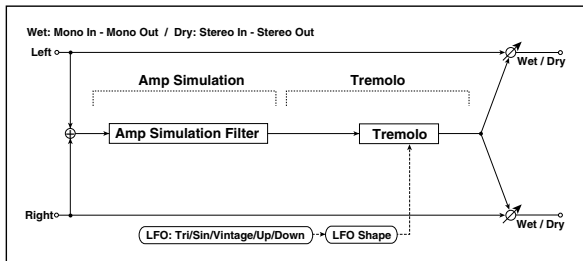 Wet: Mono In - Mono Out / Dry: Stereo In - Stereo Out
Left
Wet / Dry
Amp Simulation
Tremolo
Amp Simulation Filter
Tremolo
Right
Wet / Dry
LFO: Tri/Sin/Vintage/Up/Down
LFO Shape